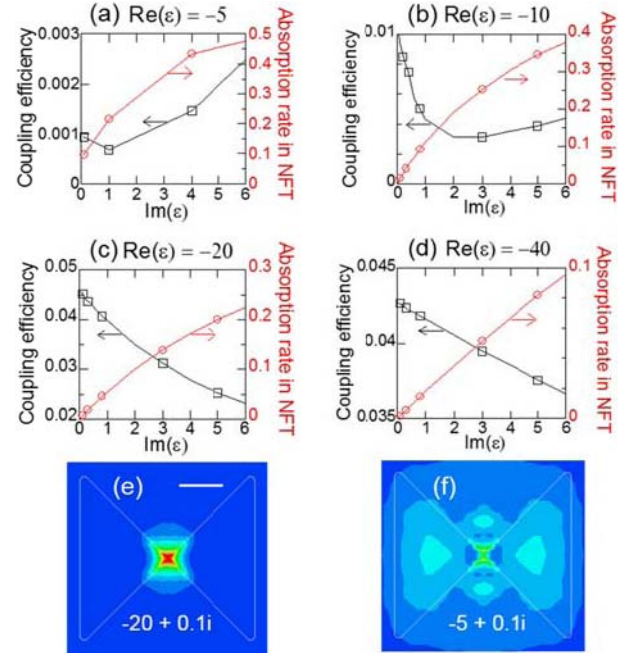 (a) Re(ε) = −5
Coupling efficiency
0.003
0.002
0.001
0
0.5
0.4
0.3
0.2
0.1
0
Absorption rate in NFT
0 1 2 3 4 5 6
Im(ε)
(b) Re(ε) = −10
Coupling efficiency
0.01
0
0.4
0.3
0.2
0.1
0
Absorption rate in NFT
0 1 2 3 4 5 6
Im(ε)
(c) Re(ε) = −20
Coupling efficiency
0.05
0.04
0.03
0.02
0.3
0.2
0.1
0
Absorption rate in NFT
0 1 2 3 4 5 6
Im(ε)
(d) Re(ε) = −40
Coupling efficiency
0.045
0.04
0.035
0.1
0
Absorption rate in NFT
0 1 2 3 4 5 6
Im(ε)
(e)
-20 + 0.1i
(f)
-5 + 0.1i